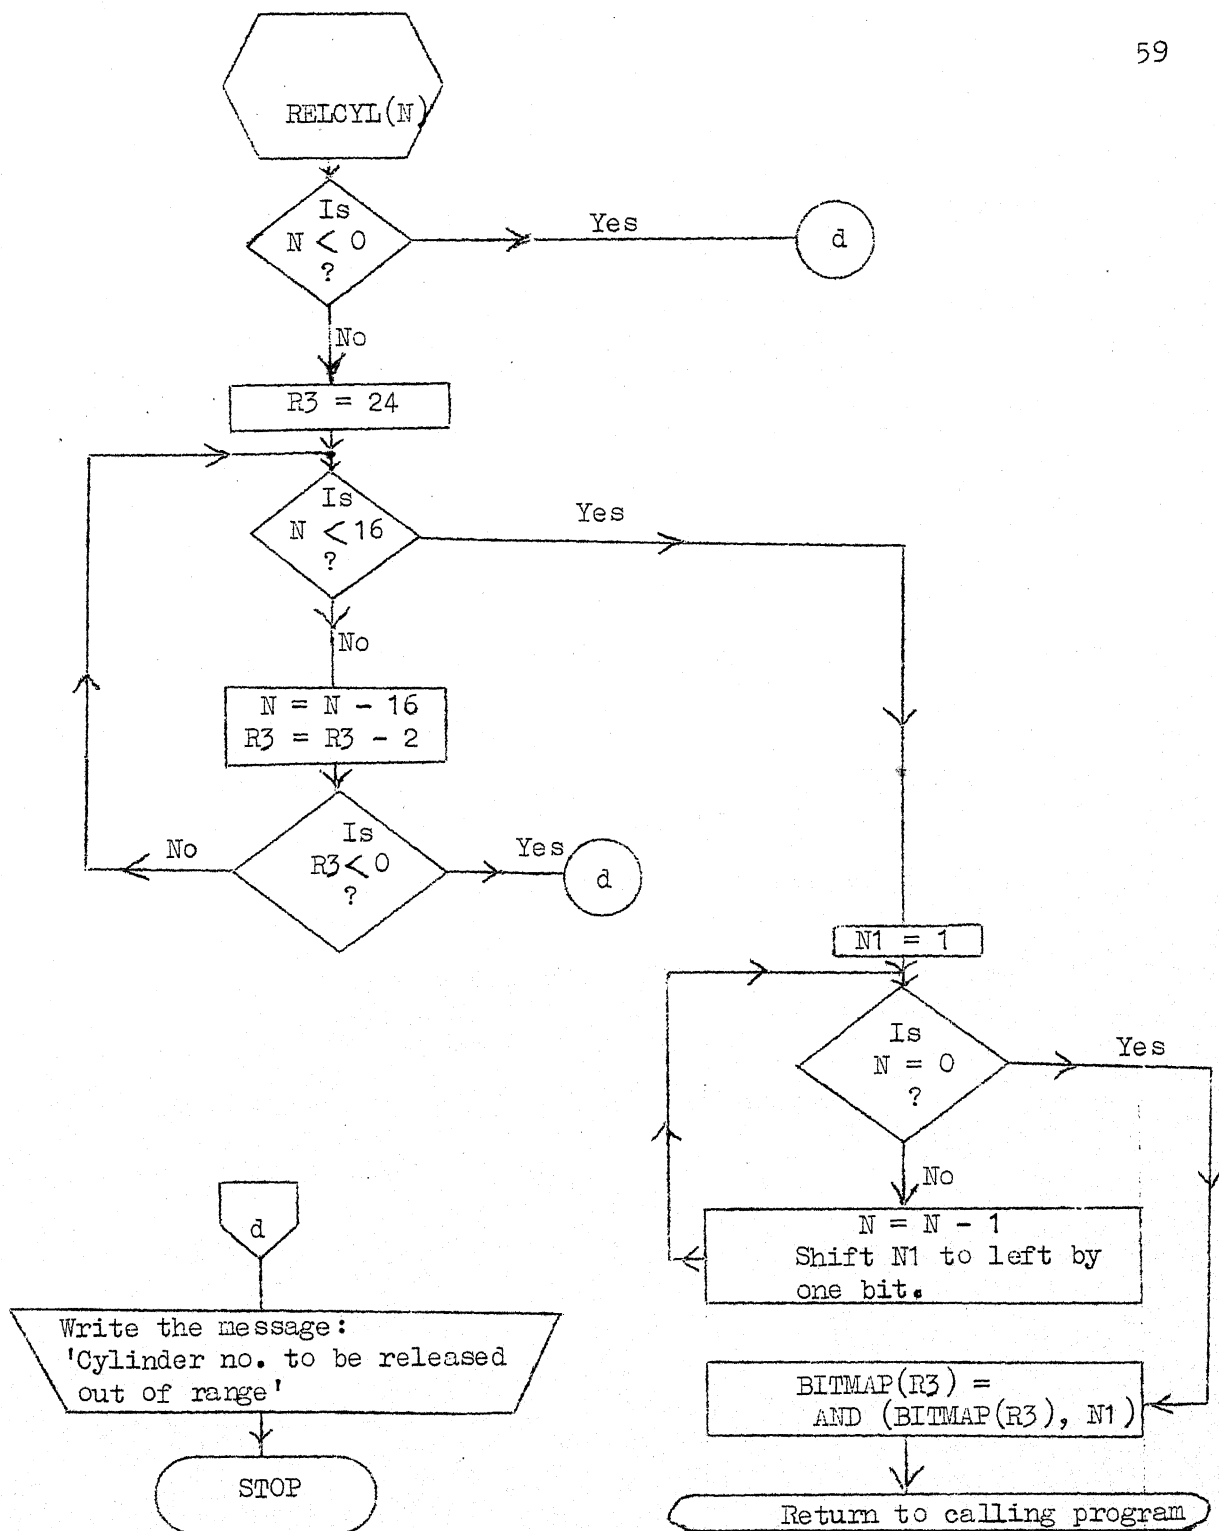 59
RELCYL(N)
Is
N < 0
?
Yes
d
No
R3 = 24
Is
N < 16
?
Yes
No
N = N - 16
R3 = R3 - 2
Is
R3 < 0
?
No
Yes
d
N1 = 1
Is
N = 0
?
Yes
No
N = N - 1
Shift N1 to left by
one bit.
d
Write the message:
'Cylinder no. to be released
out of range'
STOP
BITMAP(R3) =
AND (BITMAP(R3), N1)
Return to calling program